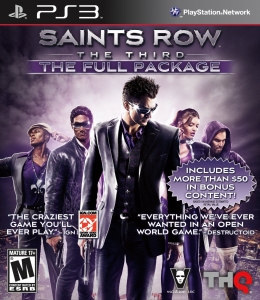 PS3
PlayStation Network
SAINTS ROW
THE THIRD
THE FULL PACKAGE
INCLUDES
MORE THAN $50
IN BONUS
CONTENT!
"THE CRAZIEST
GAME YOU'LL
EVER PLAY." -IGN
"EVERYTHING WE'VE EVER
WANTED IN AN OPEN
WORLD GAME." -DESTRUCTOID
MATURE 17+
M
ESRB
THQ